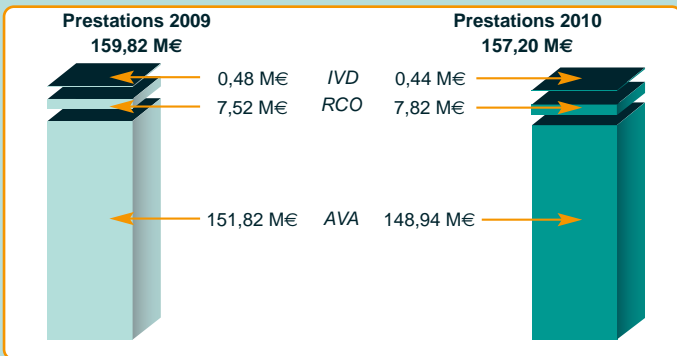 Prestations 2009
159,82 M€
Prestations 2010
157,20 M€
0,48 M€ IVD 0,44 M€
7,52 M€ RCO 7,82 M€
151,82 M€ AVA 148,94 M€